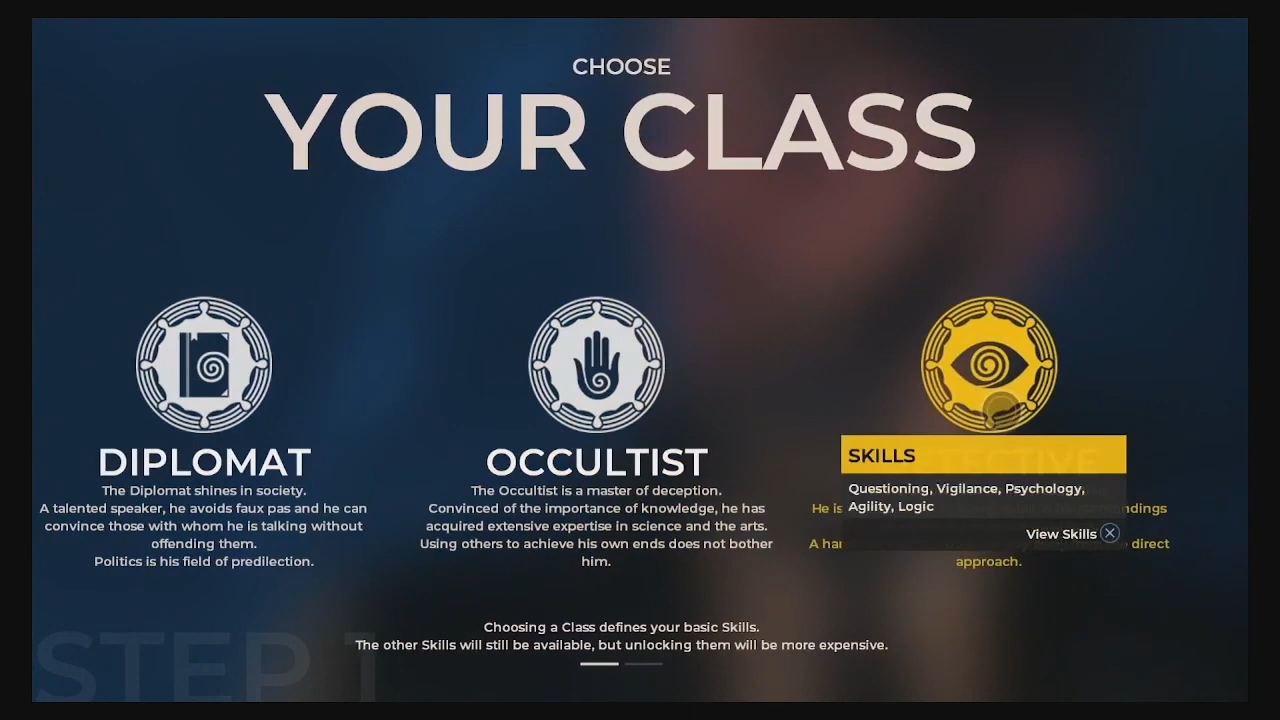 CHOOSE
YOUR CLASS
DIPLOMAT
The Diplomat shines in society.
A talented speaker, he avoids faux pas and he can
convince those with whom he is talking without
offending them.
Politics is his field of predilection.
OCCULTIST
The Occultist is a master of deception.
Convinced of the importance of knowledge, he has
acquired extensive expertise in science and the arts.
Using others to achieve his own ends does not bother
him.
SKILLS
Questioning, Vigilance, Psychology,
Agility, Logic
View Skills
He is
direct
approach.
Choosing a Class defines your basic Skills.
The other Skills will still be available, but unlocking them will be more expensive.
STEP 1